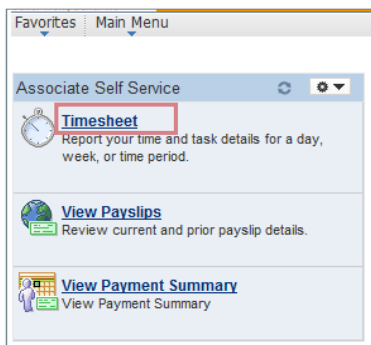 Favorites Main Menu
Associate Self Service
Timesheet
Report your time and task details for a day,
week, or time period.
View Payslips
Review current and prior payslip details.
View Payment Summary
View Payment Summary